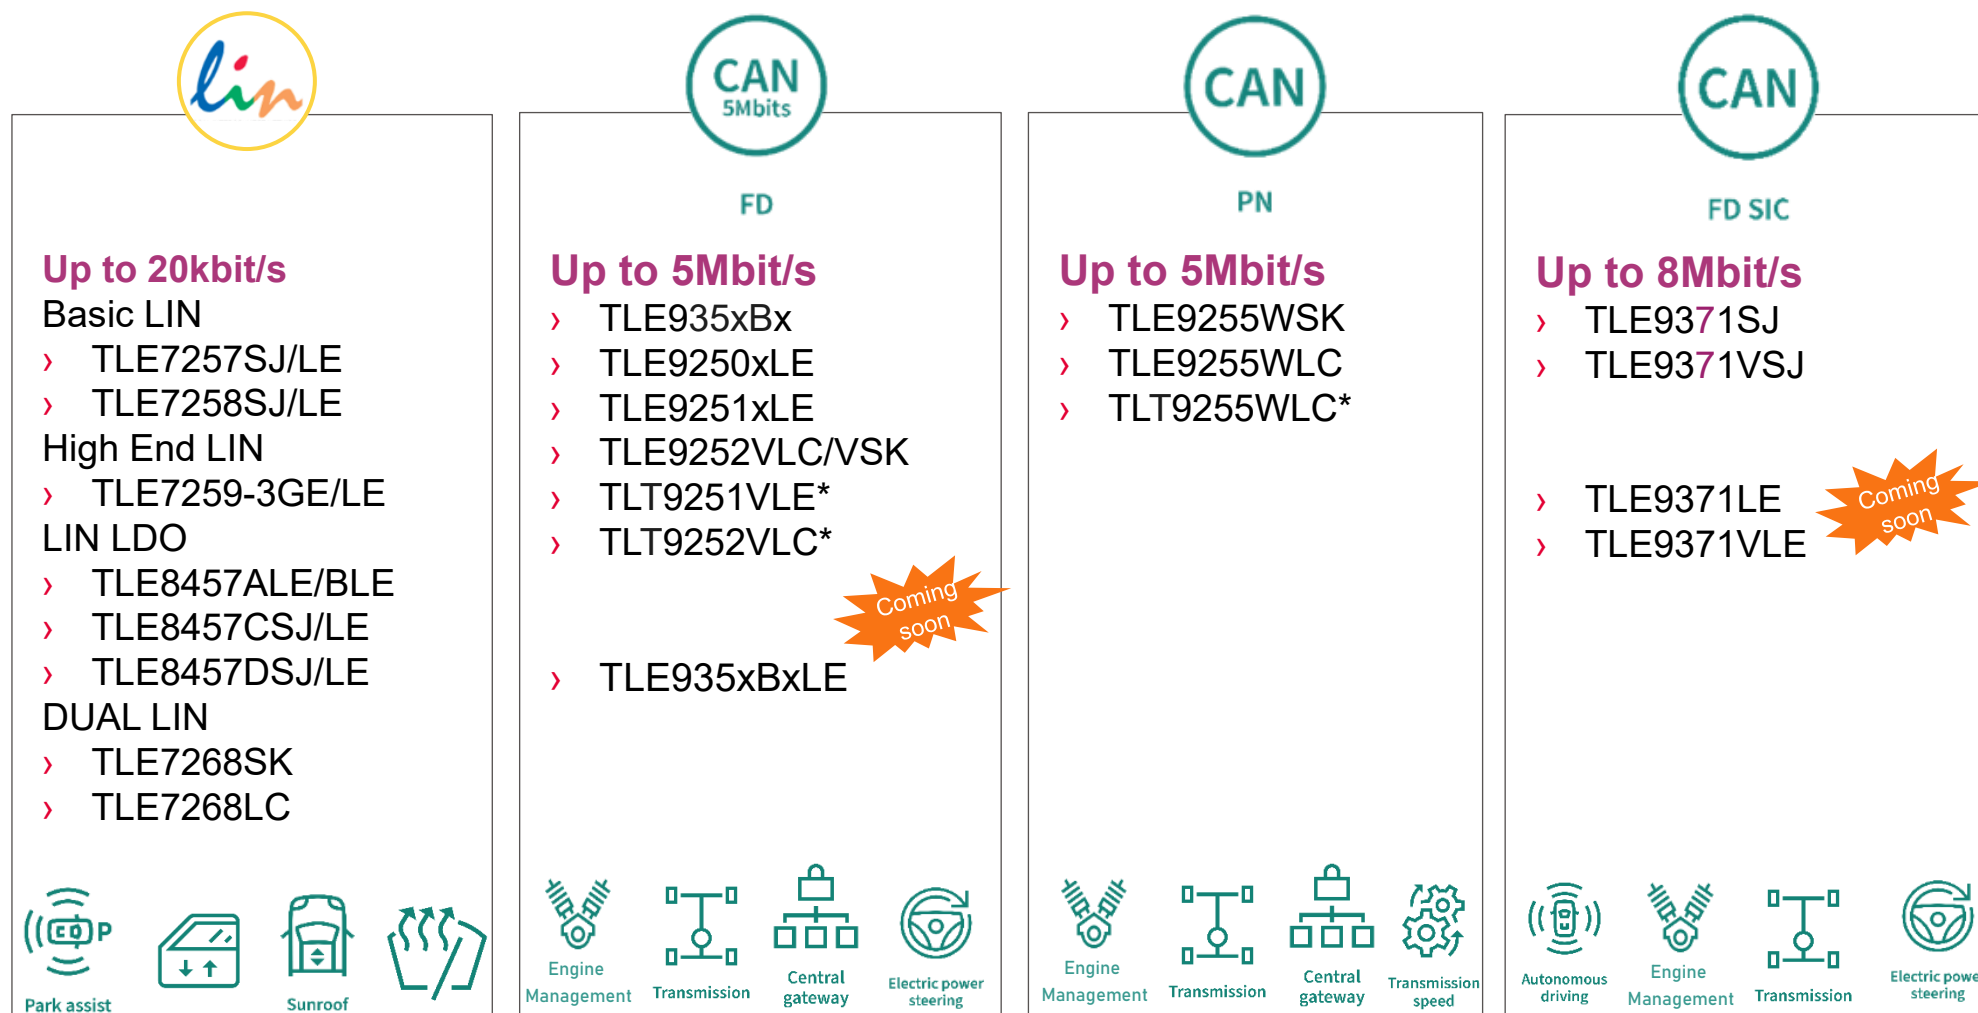 lin
Up to 20kbit/s
Basic LIN
› TLE7257SJ/LE
› TLE7258SJ/LE
High End LIN
› TLE7259-3GE/LE
LIN LDO
› TLE8457ALE/BLE
› TLE8457CSJ/LE
› TLE8457DSJ/LE
DUAL LIN
› TLE7268SK
› TLE7268LC
P
Park assist
Sunroof
CAN
5Mbits
FD
Up to 5Mbit/s
› TLE935xBx
› TLE9250xLE
› TLE9251xLE
› TLE9252VLC/VSK
› TLT9251VLE*
› TLT9252VLC*
Coming
soon
› TLE935xBxLE
Engine
Management
Transmission
Central
gateway
Electric power
steering
CAN
PN
Up to 5Mbit/s
› TLE9255WSK
› TLE9255WLC
› TLT9255WLC*
Engine
Management
Transmission
Central
gateway
Transmission
speed
CAN
FD SIC
Up to 8Mbit/s
› TLE9371SJ
› TLE9371VSJ
› TLE9371LE
› TLE9371VLE
Coming
soon
Autonomous
driving
Engine
Management
Transmission
Electric powe
steering